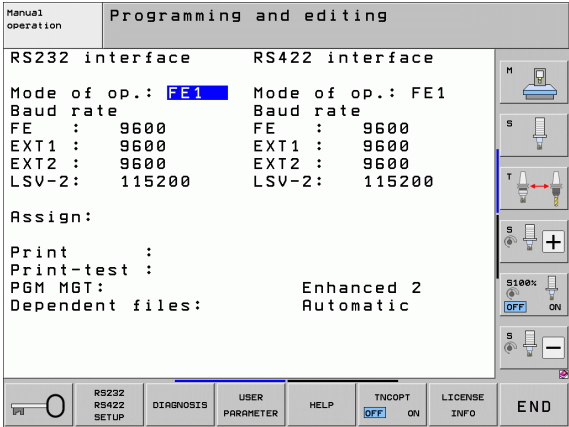 Manual
operation
Programming and editing
RS232 interface RS422 interface
Mode of op.: FE1 Mode of op.: FE1
Baud rate Baud rate
FE : 9600 FE : 9600
EXT1 : 9600 EXT1 : 9600
EXT2 : 9600 EXT2 : 9600
LSV-2: 115200 LSV-2: 115200
Assign:
Print :
Print-test :
PGM MGT: Enhanced 2
Dependent files: Automatic
M
S
T
S +
S100%
OFF ON
S –
RS232
RS422
SETUP
DIAGNOSIS
USER
PARAMETER
HELP
TNCOPT
OFF ON
LICENSE
INFO
END